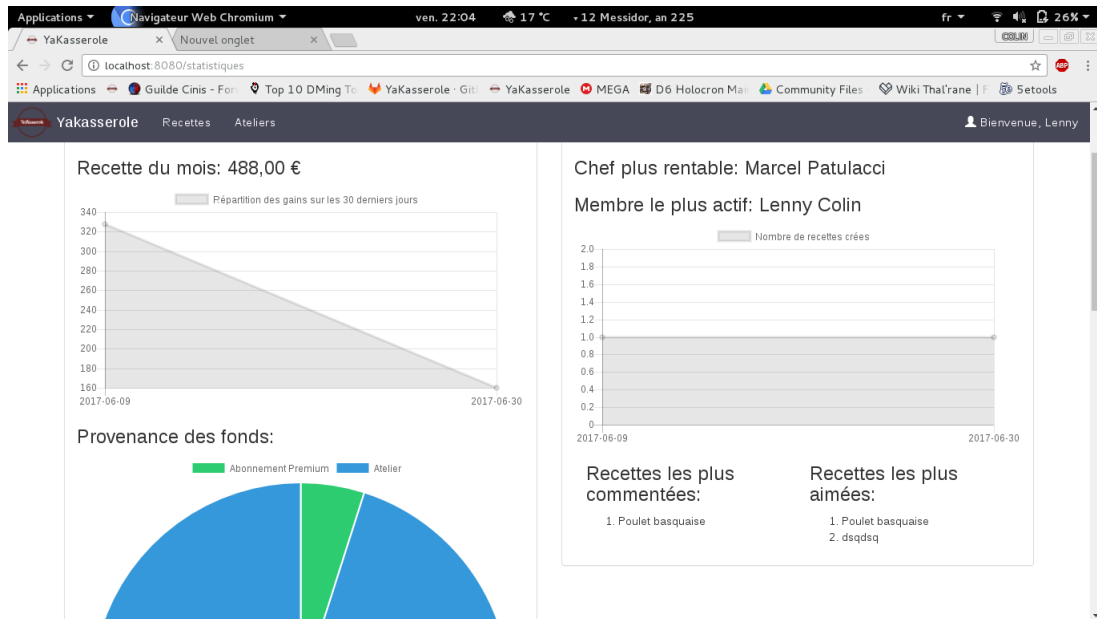 Applications
Navigateur Web Chromium
ven. 22:04
17 °C
12 Messidor, an 225
fr
26%
YaKasserole
Nouvel onglet
COLIN
localhost:8080/statistiques
ABP
Applications
Guilde Cinis - For
Top 10 DMing To
YaKasserole · Git
YaKasserole
MEGA
D6 Holocron Mai
Community Files
Wiki Thal'rane | F
5etools
Yakasserole
Recettes
Ateliers
Bienvenue, Lenny
Recette du mois: 488,00 €
Répartition des gains sur les 30 derniers jours
340
320
300
280
260
240
220
200
180
160
2017-06-09
2017-06-30
Provenance des fonds:
Abonnement Premium
Atelier
Chef plus rentable: Marcel Patulacci
Membre le plus actif: Lenny Colin
Nombre de recettes crées
2.0
1.8
1.6
1.4
1.2
1.0
0.8
0.6
0.4
0.2
0
2017-06-09
2017-06-30
Recettes les plus
commentées:
1. Poulet basquaise
Recettes les plus
aimées:
1. Poulet basquaise
2. dsqdsq